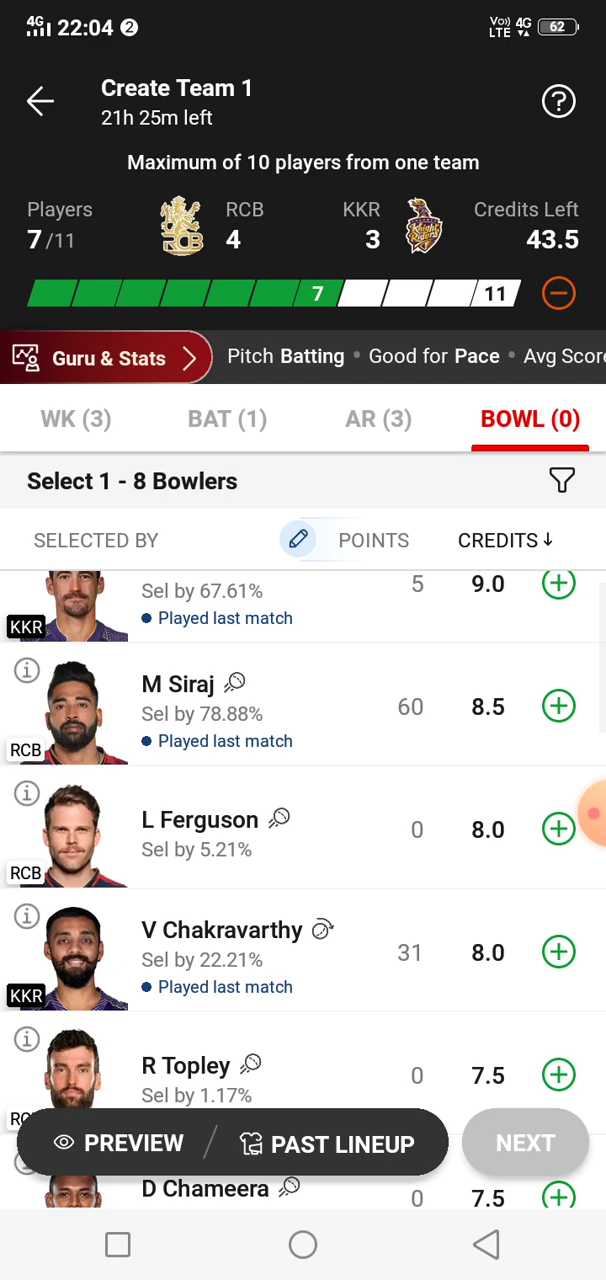 4G 22:04 2 Vo)) LTE 4G 62
Create Team 1
21h 25m left
?
Maximum of 10 players from one team
Players RCB KKR Credits Left
7/11 RCB 4 3 Knight Riders 43.5
7 11
Guru & Stats Pitch Batting • Good for Pace • Avg Score
WK (3) BAT (1) AR (3) BOWL (0)
Select 1 - 8 Bowlers
SELECTED BY POINTS CREDITS↓
Sel by 67.61% 5 9.0
KKR Played last match
M Siraj
Sel by 78.88% 60 8.5
RCB Played last match
L Ferguson
Sel by 5.21% 0 8.0
RCB
V Chakravarthy
Sel by 22.21% 31 8.0
KKR Played last match
R Topley
Sel by 1.17% 0 7.5
PREVIEW / PAST LINEUP NEXT
D Chameera 0 7.5